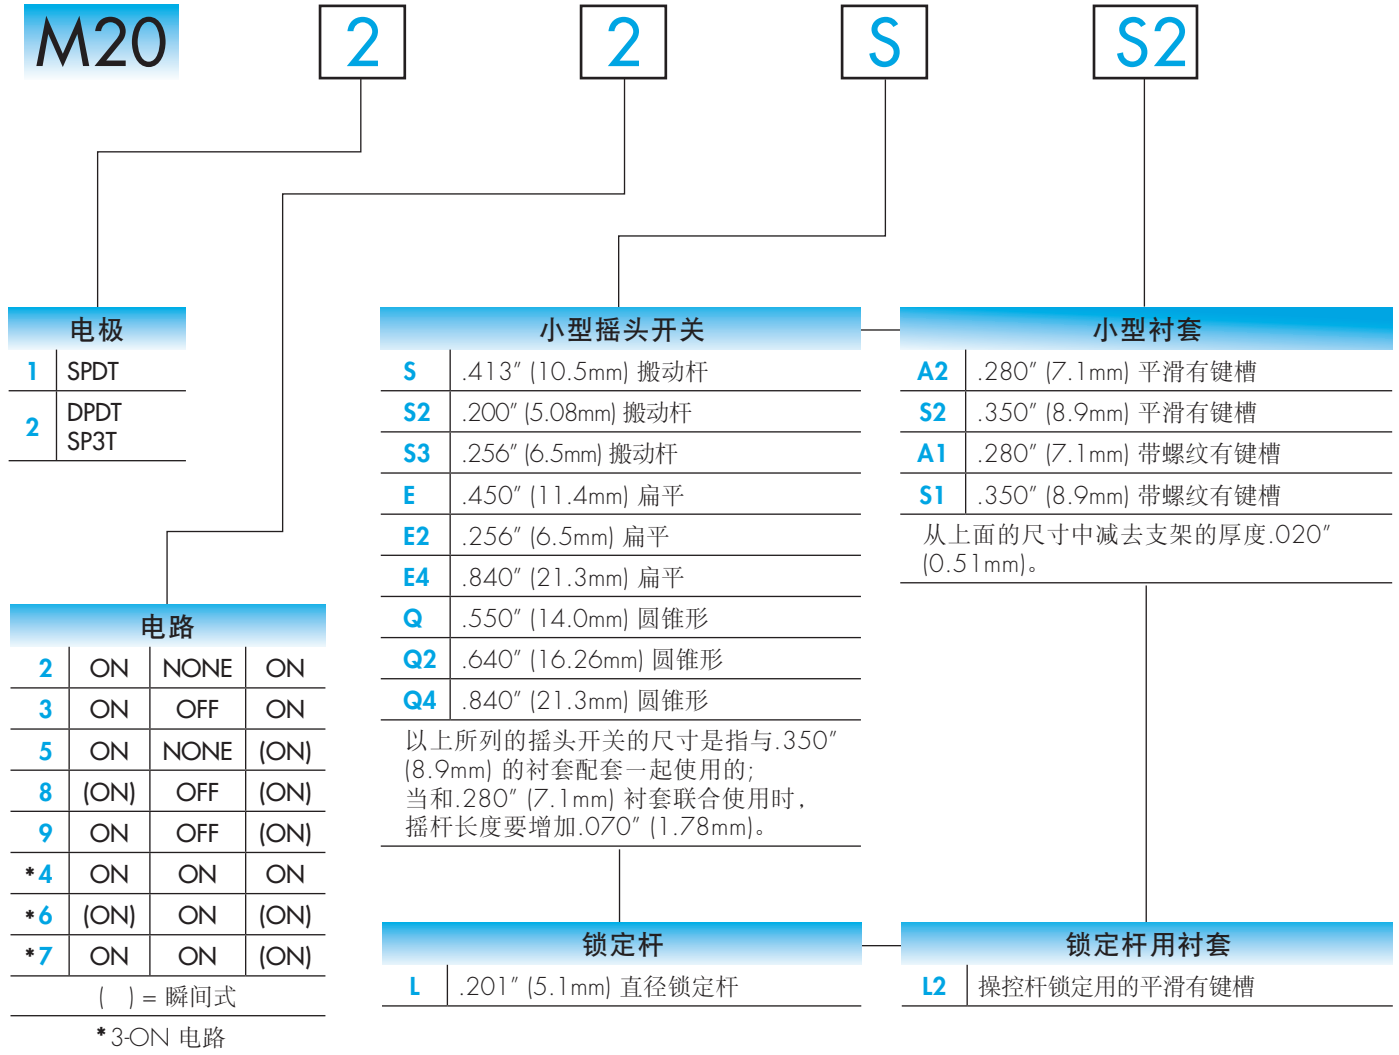 M20 2 2 S S2
电极
1 SPDT
2 DPDT
SP3T
电路
2 ON NONE ON
3 ON OFF ON
5 ON NONE (ON)
8 (ON) OFF (ON)
9 ON OFF (ON)
*4 ON ON ON
*6 (ON) ON (ON)
*7 ON ON (ON)
( ) = 瞬间式
*3-ON 电路
小型摇头开关
S .413" (10.5mm) 搬动杆
S2 .200" (5.08mm) 搬动杆
S3 .256" (6.5mm) 搬动杆
E .450" (11.4mm) 扁平
E2 .256" (6.5mm) 扁平
E4 .840" (21.3mm) 扁平
Q .550" (14.0mm) 圆锥形
Q2 .640" (16.26mm) 圆锥形
Q4 .840" (21.3mm) 圆锥形
以上所列的摇头开关的尺寸是指与.350"
(8.9mm) 的衬套配套一起使用的;
当和.280" (7.1mm) 衬套联合使用时，
摇杆长度要增加.070" (1.78mm)。
小型衬套
A2 .280" (7.1mm) 平滑有键槽
S2 .350" (8.9mm) 平滑有键槽
A1 .280" (7.1mm) 带螺纹有键槽
S1 .350" (8.9mm) 带螺纹有键槽
从上面的尺寸中减去支架的厚度.020"
(0.51mm)。
锁定杆
L .201" (5.1mm) 直径锁定杆
锁定杆用衬套
L2 操控杆锁定用的平滑有键槽